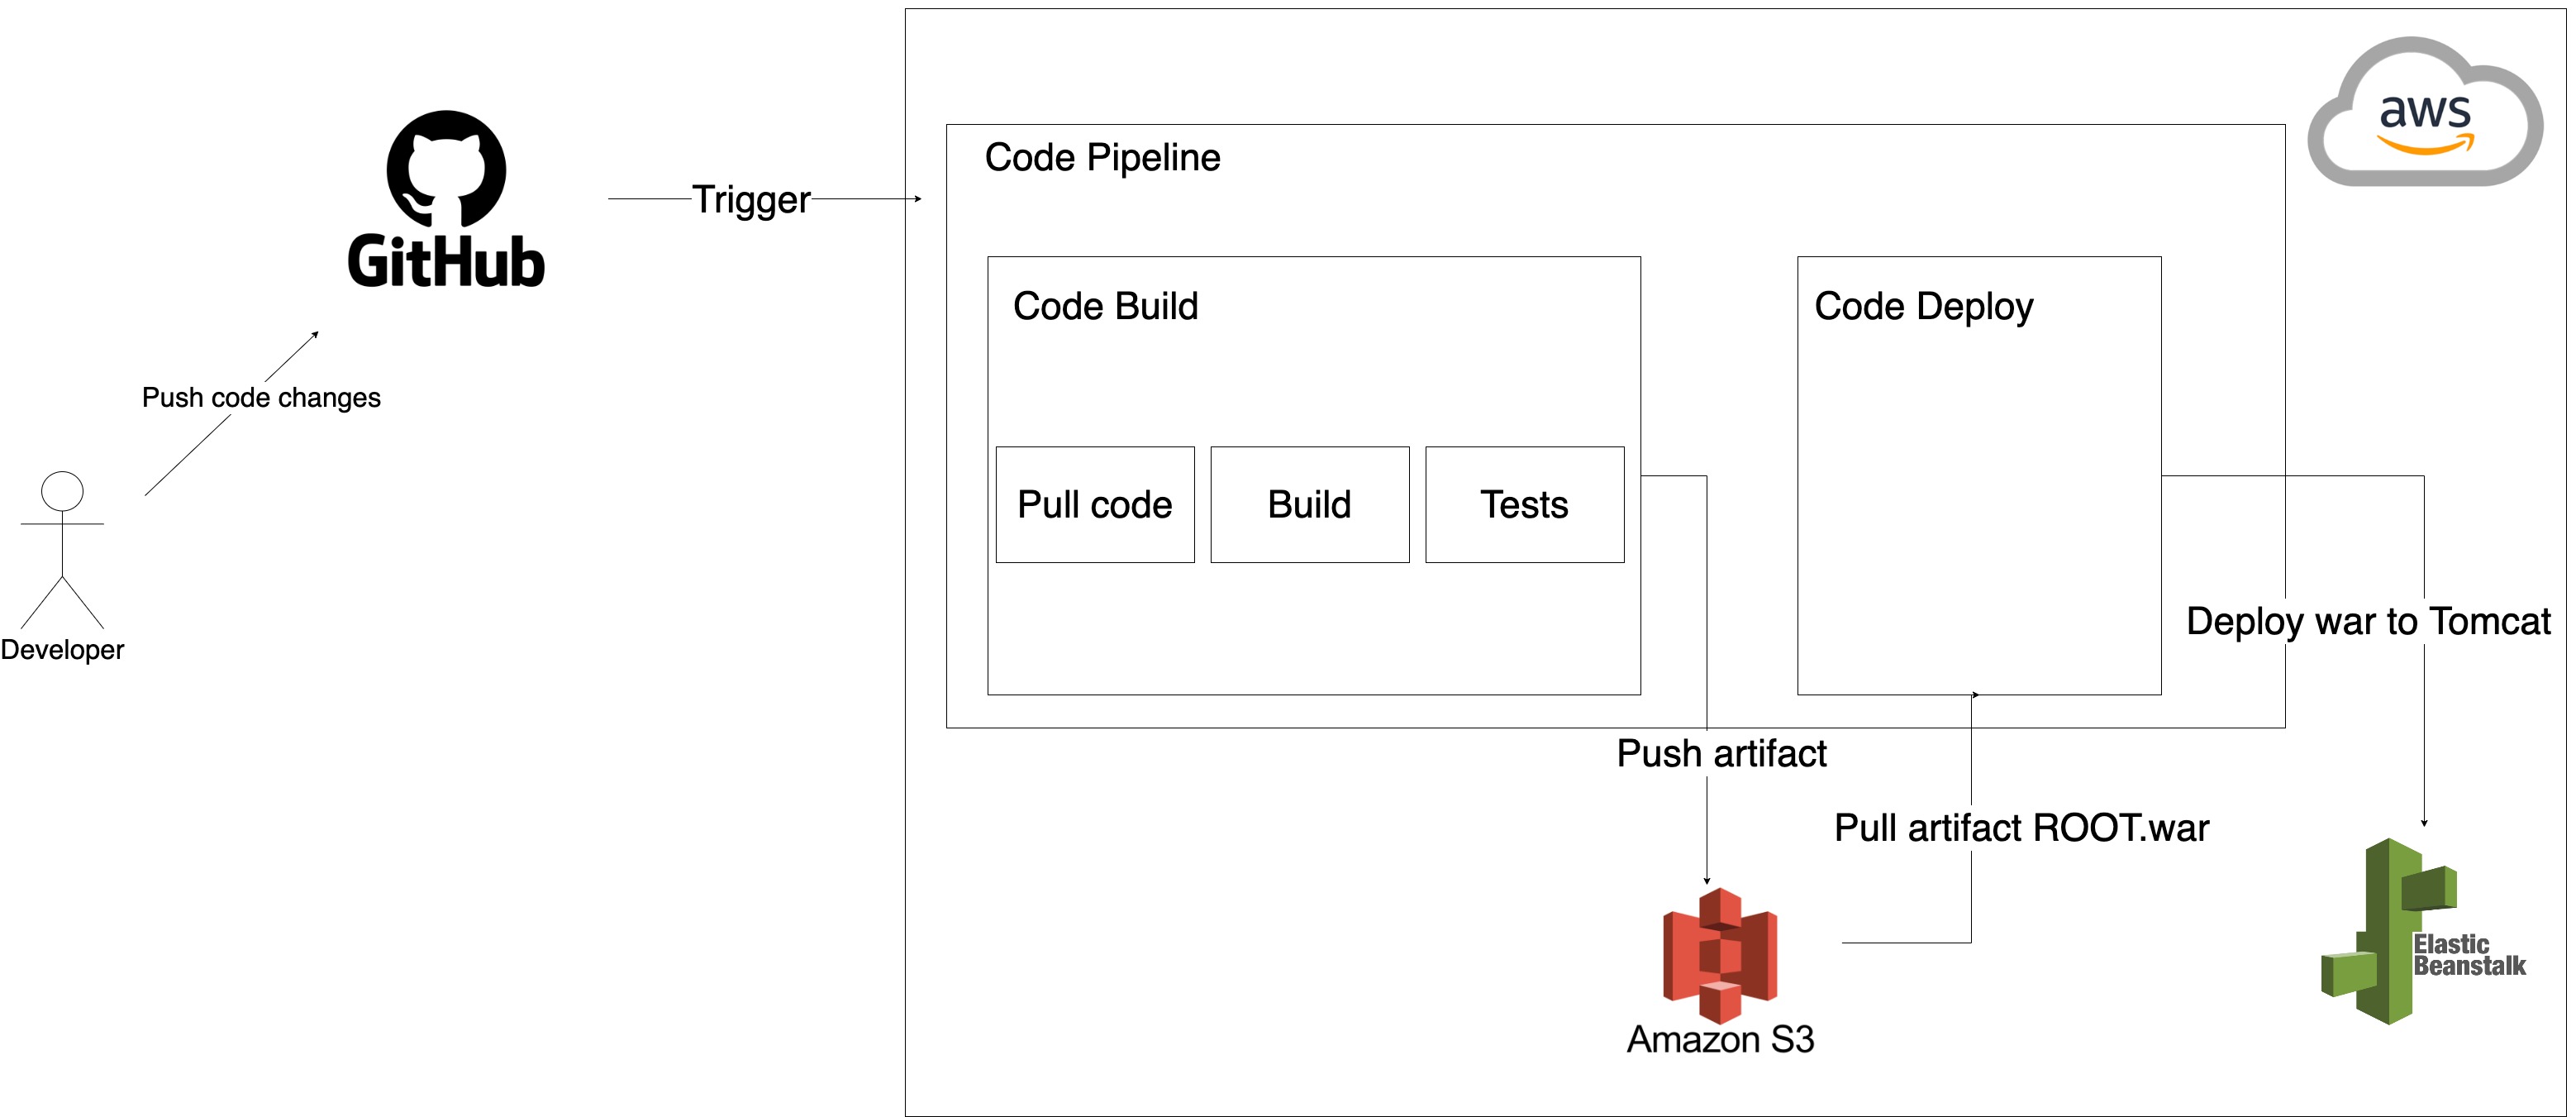 aws
Code Pipeline
Trigger
GitHub
Code Build
Code Deploy
Push code changes
Pull code
Build
Tests
Developer
Deploy war to Tomcat
Push artifact
Pull artifact ROOT.war
Elastic
Beanstalk
Amazon S3